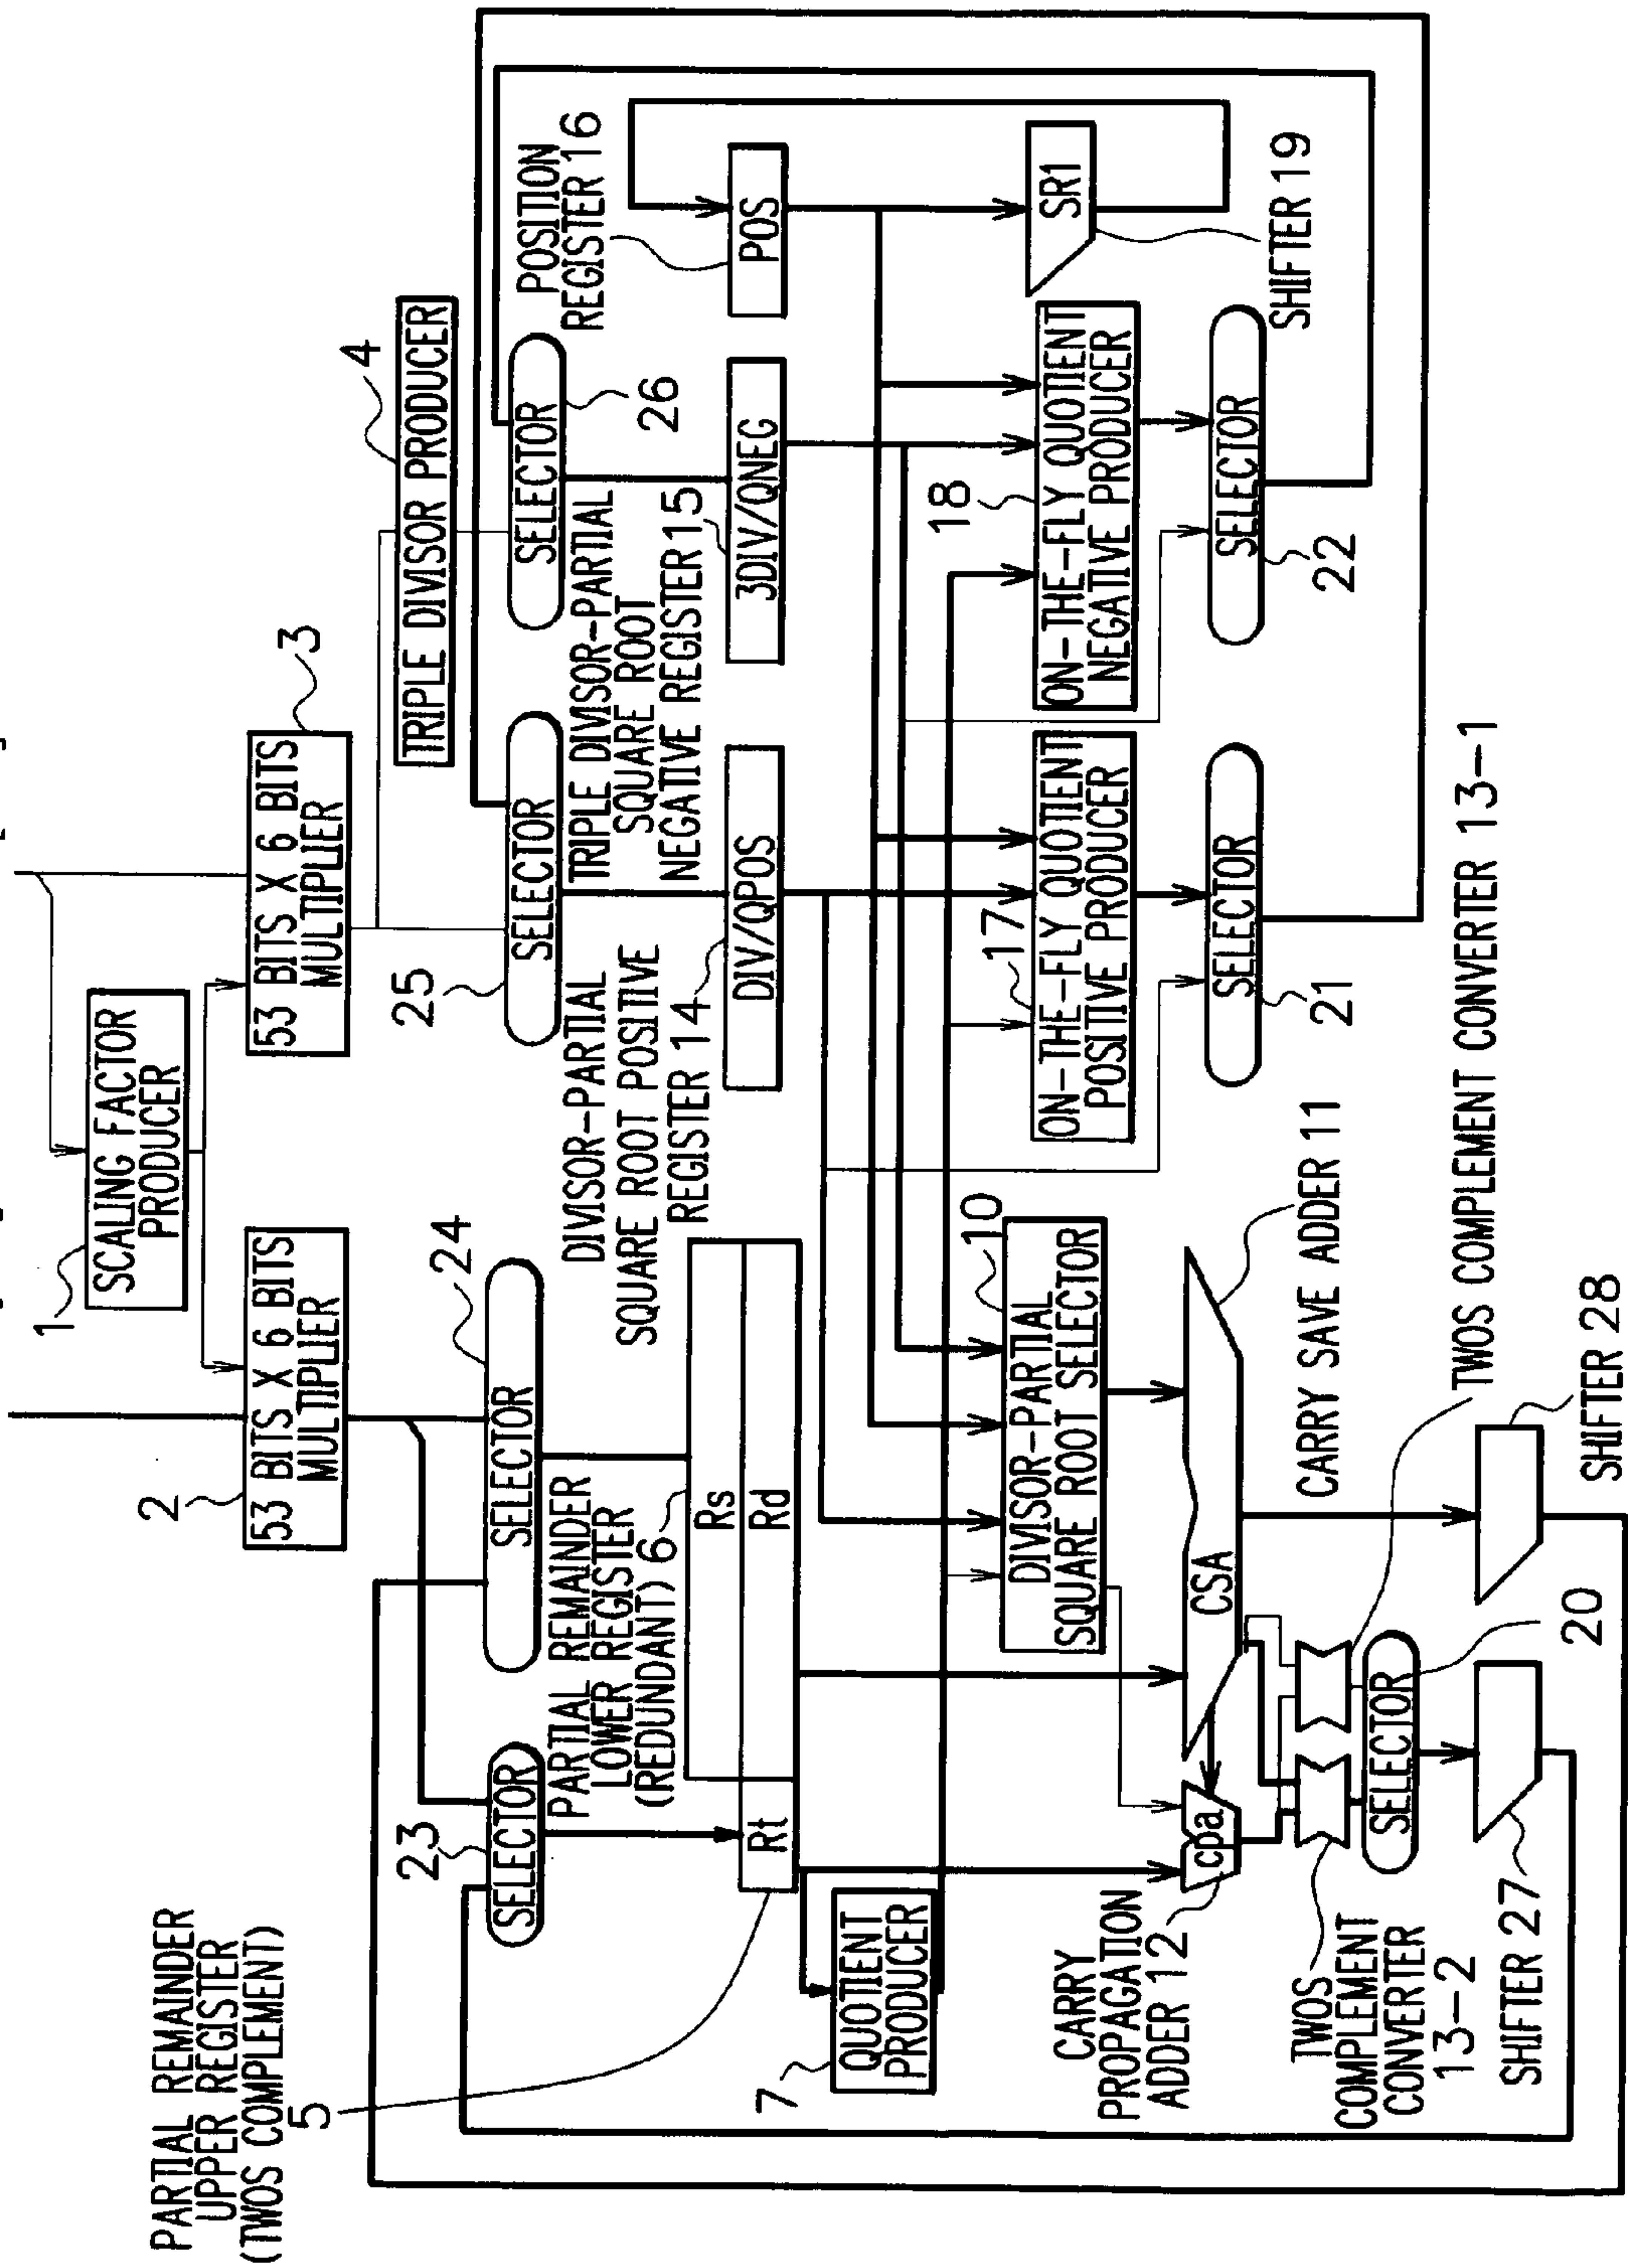 1
SCALING FACTOR
PRODUCER
2
53 BITS X 6 BITS
MULTIPLIER
3
53 BITS X 6 BITS
MULTIPLIER
4
TRIPLE DIVISOR PRODUCER
PARTIAL REMAINDER
UPPER REGISTER
(TWOS COMPLEMENT)
5
23
SELECTOR
24
SELECTOR
25
SELECTOR
26
SELECTOR
PARTIAL REMAINDER
LOWER REGISTER
(REDUNDANT) 6
DIVISOR-PARTIAL
SQUARE ROOT POSITIVE
REGISTER 14
TRIPLE DIVISOR-PARTIAL
SQUARE ROOT
NEGATIVE REGISTER 15
POSITION
REGISTER 16
Rs
Rt
Rd
DIV/QPOS
3DIV/QNEG
POS
7
QUOTIENT
PRODUCER
10
DIVISOR-PARTIAL
SQUARE ROOT SELECTOR
17
ON-THE-FLY QUOTIENT
POSITIVE PRODUCER
18
ON-THE-FLY QUOTIENT
NEGATIVE PRODUCER
SR1
SHIFTER 19
CARRY
PROPAGATION
ADDER 12
cpa
CSA
CARRY SAVE ADDER 11
SELECTOR
21
SELECTOR
22
TWOS
COMPLEMENT
CONVERTER
13-2
TWOS COMPLEMENT CONVERTER 13-1
SELECTOR
20
SHIFTER 27
SHIFTER 28